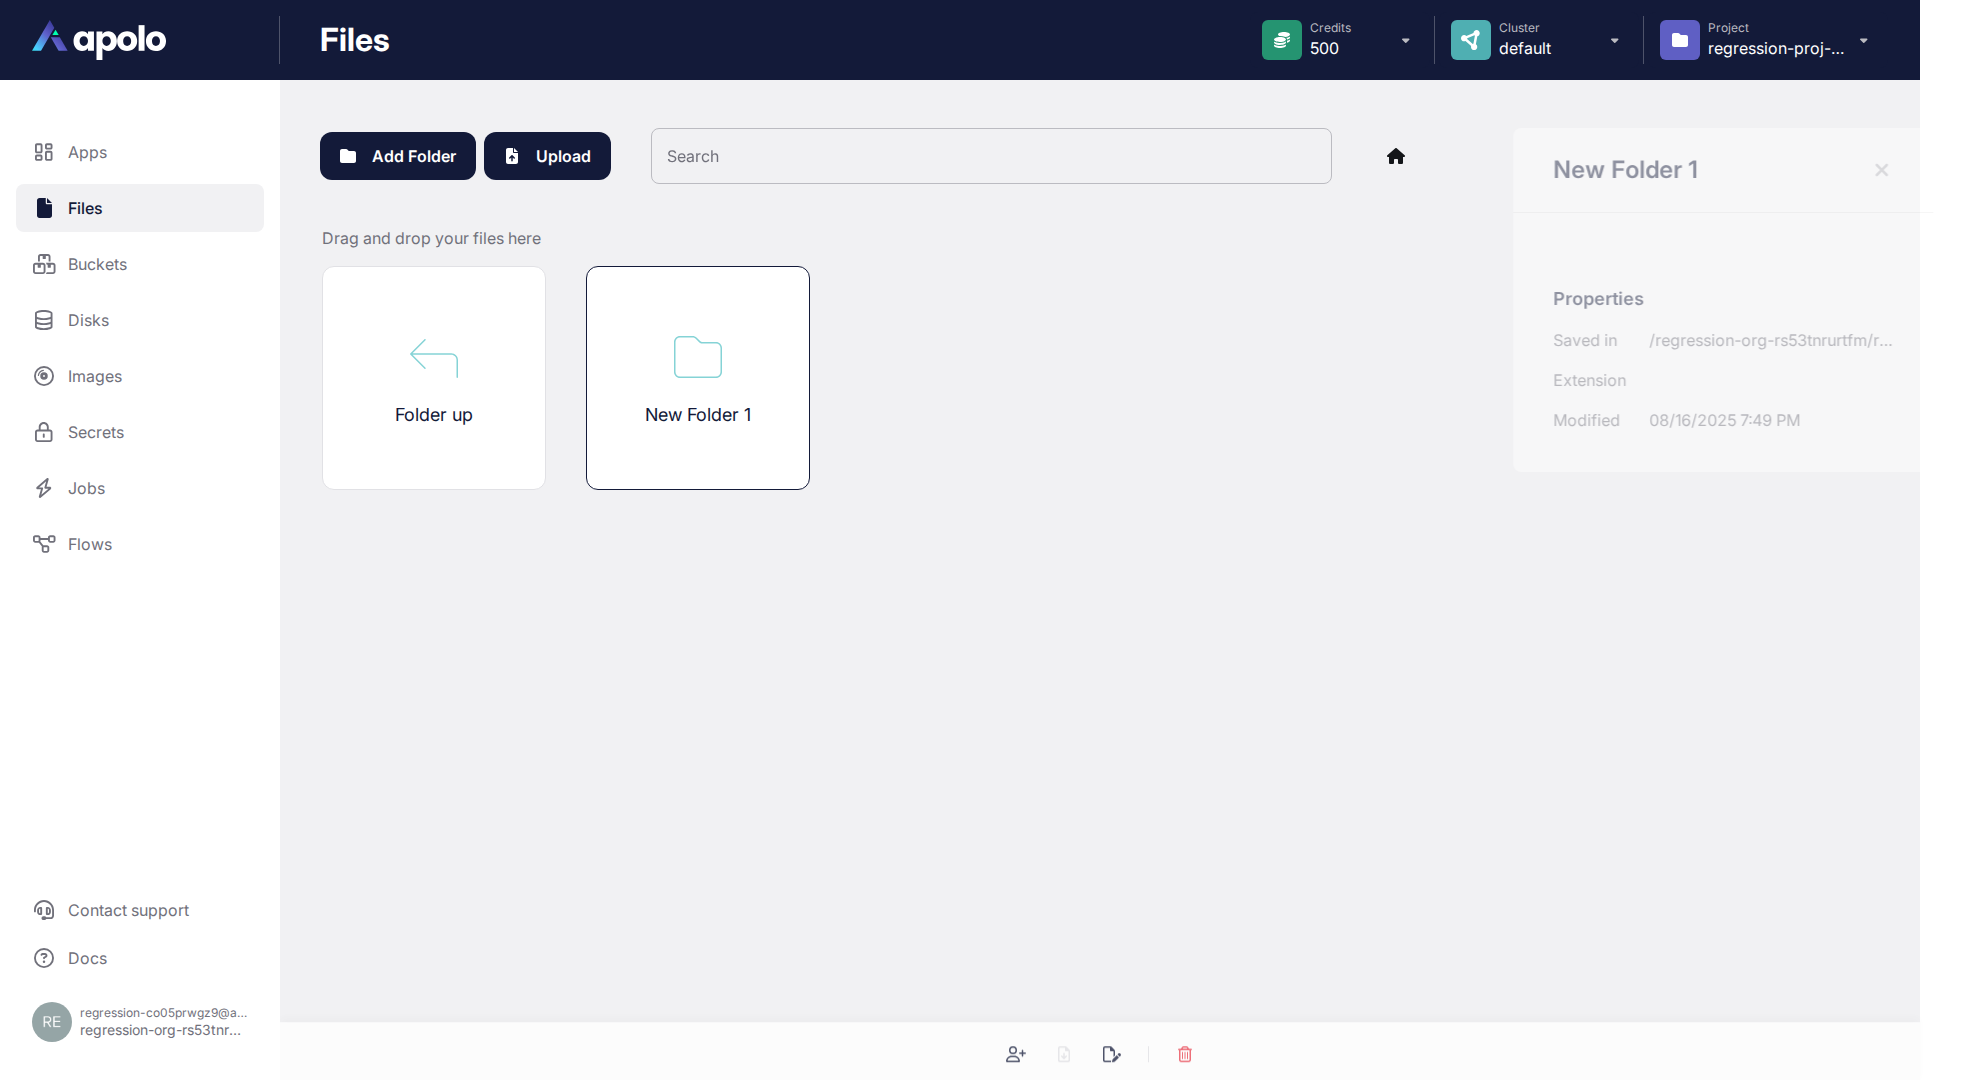 apolo
Files
Credits
500
Cluster
default
Project
regression-proj-...
Apps
Files
Buckets
Disks
Images
Secrets
Jobs
Flows
Contact support
Docs
RE
regression-co05prwgz9@a...
regression-org-rs53tnr...
Add Folder
Upload
Search
Drag and drop your files here
Folder up
New Folder 1
New Folder 1
Properties
Saved in /regression-org-rs53tnrurtfm/r...
Extension
Modified 08/16/2025 7:49 PM